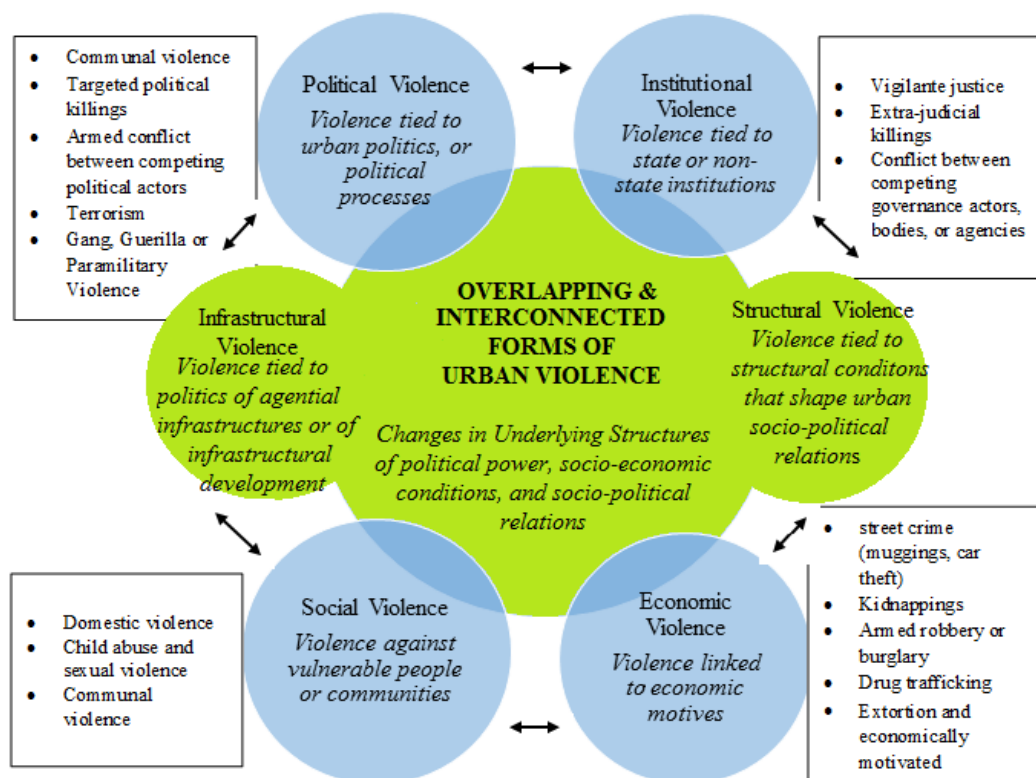 • Communal violence
• Targeted political
killings
• Armed conflict
between competing
political actors
• Terrorism
• Gang, Guerilla or
Paramilitary
Violence
Political Violence
Violence tied to
urban politics, or
political
processes
Institutional
Violence
Violence tied to
state or non-
state institutions
• Vigilante justice
• Extra-judicial
killings
• Conflict between
competing
governance actors,
bodies, or agencies
Infrastructural
Violence
Violence tied to
politics of agential
infrastructures or of
infrastructural
development
OVERLAPPING &
INTERCONNECTED
FORMS OF
URBAN VIOLENCE
Changes in Underlying Structures
of political power, socio-economic
conditions, and socio-political
relations
Structural Violence
Violence tied to
structural conditons
that shape urban
socio-political
relations
• Domestic violence
• Child abuse and
sexual violence
• Communal
violence
Social Violence
Violence against
vulnerable people
or communities
Economic
Violence
Violence linked
to economic
motives
• street crime
(muggings, car
theft)
• Kidnappings
• Armed robbery or
burglary
• Drug trafficking
• Extortion and
economically
motivated